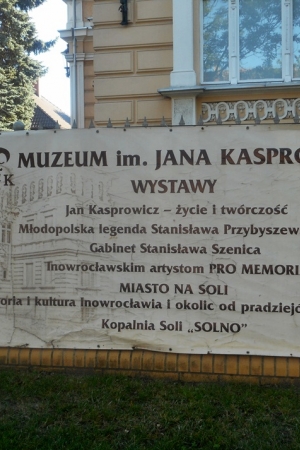 MUZEUM im. JANA KASPRO
K
WYSTAWY
Jan Kasprowicz – życie i twórczość
Młodopolska legenda Stanisława Przybyszew
Gabinet Stanisława Szenica
Inowrocławskim artystom PRO MEMORI
MIASTO NA SOLI
oria i kultura Inowrocławia i okolic od pradziejó
Kopalnia Soli „SOLNO"